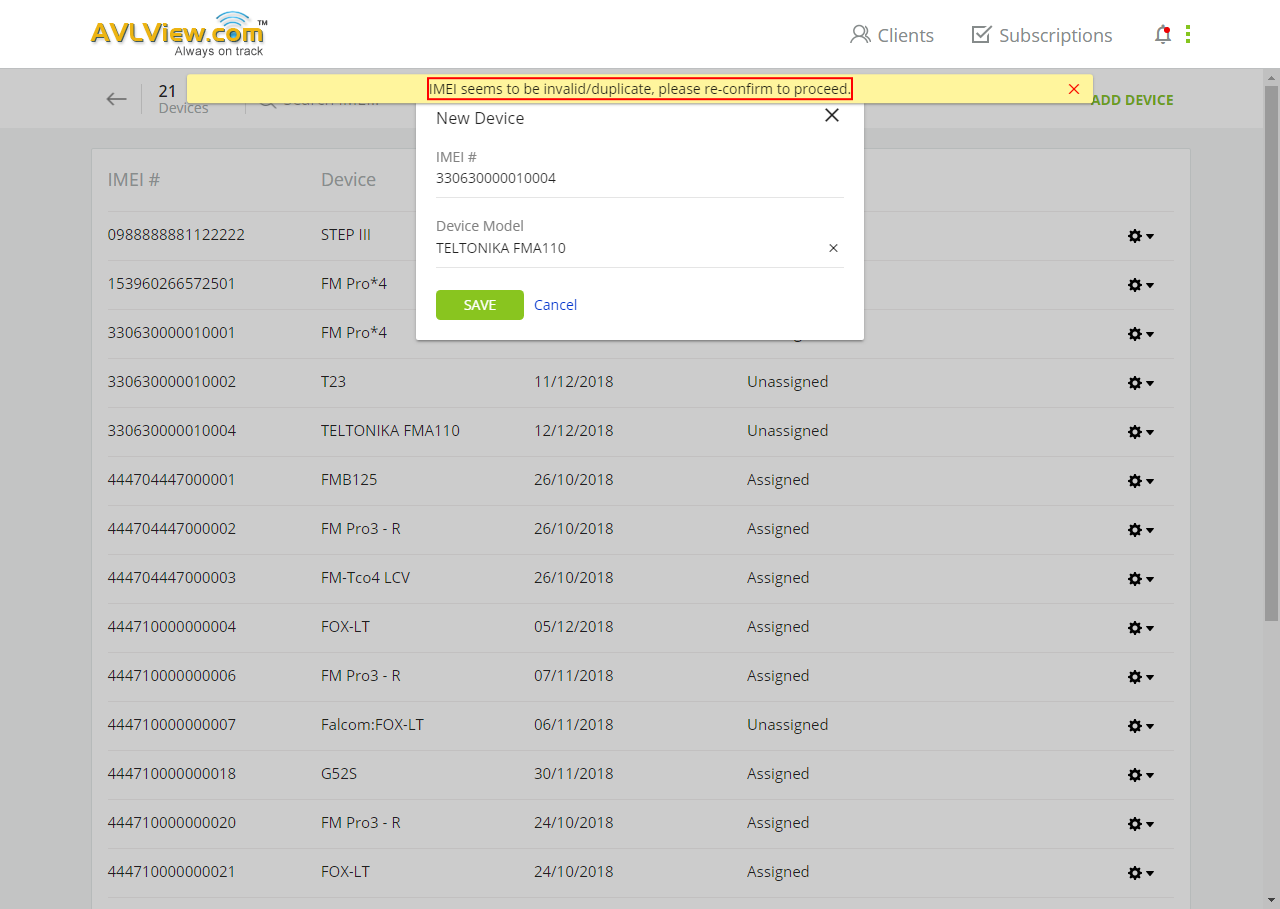 AVLView.com™
Always on track
Clients
Subscriptions
21
Devices
IMEI seems to be invalid/duplicate, please re-confirm to proceed.
ADD DEVICE
New Device
IMEI #
330630000010004
Device Model
TELTONIKA FMA110
SAVE
Cancel
IMEI #
Device
0988888881122222
STEP III
153960266572501
FM Pro*4
330630000010001
FM Pro*4
330630000010002
T23
11/12/2018
Unassigned
330630000010004
TELTONIKA FMA110
12/12/2018
Unassigned
444704447000001
FMB125
26/10/2018
Assigned
444704447000002
FM Pro3 - R
26/10/2018
Assigned
444704447000003
FM-Tco4 LCV
26/10/2018
Assigned
444710000000004
FOX-LT
05/12/2018
Assigned
444710000000006
FM Pro3 - R
07/11/2018
Assigned
444710000000007
Falcom:FOX-LT
06/11/2018
Unassigned
444710000000018
G52S
30/11/2018
Assigned
444710000000020
FM Pro3 - R
24/10/2018
Assigned
444710000000021
FOX-LT
24/10/2018
Assigned